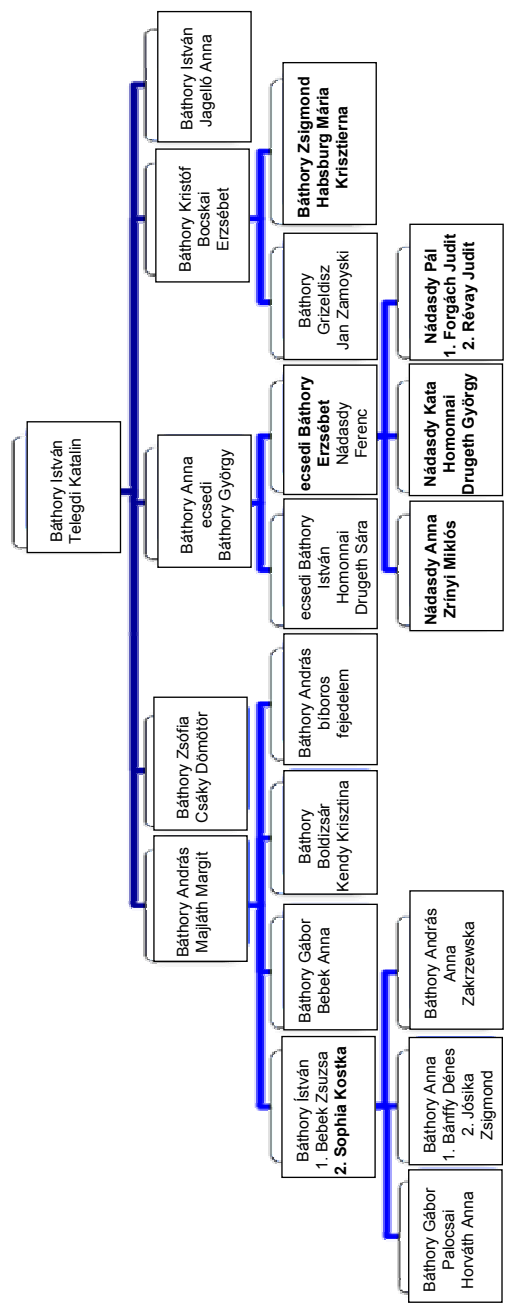 Báthory István
Telegdi Katalin
Báthory András
Majláth Margit
Báthory Zsófia
Csáky Dömötör
Báthory Anna
ecsedi
Báthory György
Báthory Kristóf
Bocskai
Erzsébet
Báthory István
Jagelló Anna
Báthory Ístván
1. Bebek Zsuzsa
2. Sophia Kostka
Báthory Gábor
Bebek Anna
Báthory
Boldizsár
Kendy Krisztina
Báthory András
bíboros
fejedelem
ecsedi Báthory
István
Homonnai
Drugeth Sára
ecsedi Báthory
Erzsébet
Nádasdy
Ferenc
Báthory
Grizeldisz
Jan Zamoyski
Báthory Zsigmond
Habsburg Mária
Krisztierna
Báthory Gábor
Palocsai
Horváth Anna
Báthory Anna
1. Bánffy Dénes
2. Jósika
Zsigmond
Báthory András
Anna
Zakrzewska
Nádasdy Anna
Zrínyi Miklós
Nádasdy Kata
Homonnai
Drugeth György
Nádasdy Pál
1. Forgách Judit
2. Révay Judit